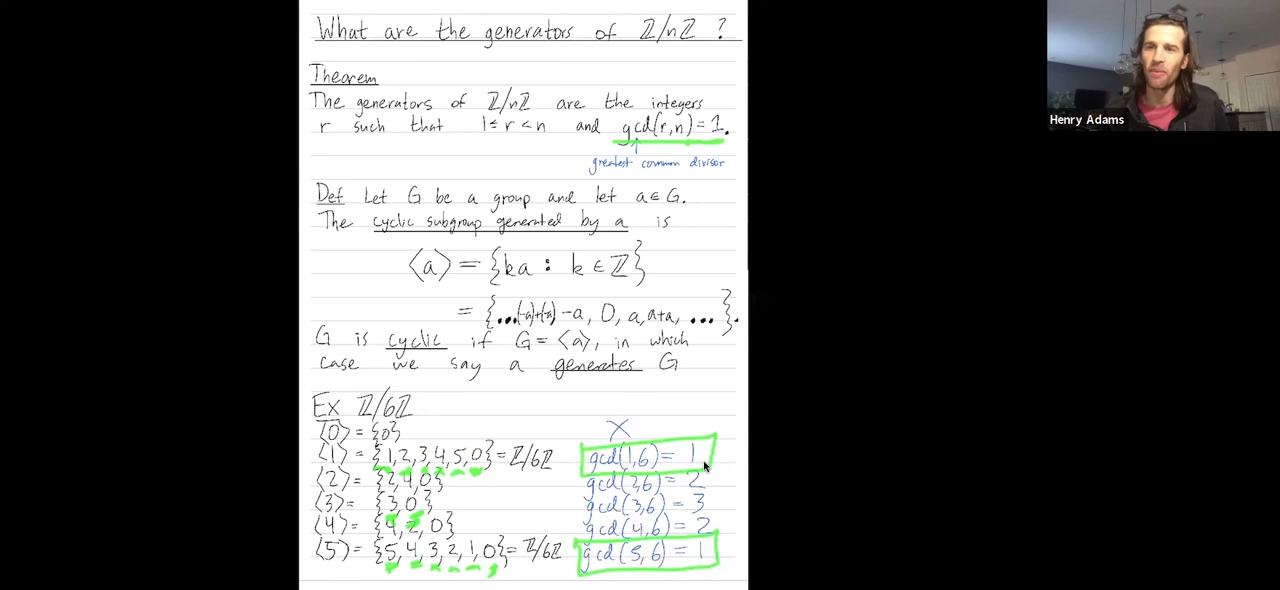 What are the generators of ℤ/nℤ ?
Theorem
The generators of ℤ/nℤ are the integers
r such that 1≤r<n and gcd(r,n)=1.
greatest common divisor
Def Let G be a group and let a∈G.
The cyclic subgroup generated by a is
⟨a⟩ = {ka : k ∈ ℤ}
= {...(-a)+(-a), -a, 0, a, a+a, ...}.
G is cyclic if G=⟨a⟩, in which
case we say a generates G
Ex ℤ/6ℤ
⟨0⟩ = {0} X
⟨1⟩ = {1,2,3,4,5,0} = ℤ/6ℤ gcd(1,6)= 1
⟨2⟩ = {2,4,0} gcd(2,6)= 2
⟨3⟩ = {3,0} gcd(3,6)= 3
⟨4⟩ = {4,2,0} gcd(4,6)= 2
⟨5⟩ = {5,4,3,2,1,0} = ℤ/6ℤ gcd(5,6)= 1
Henry Adams